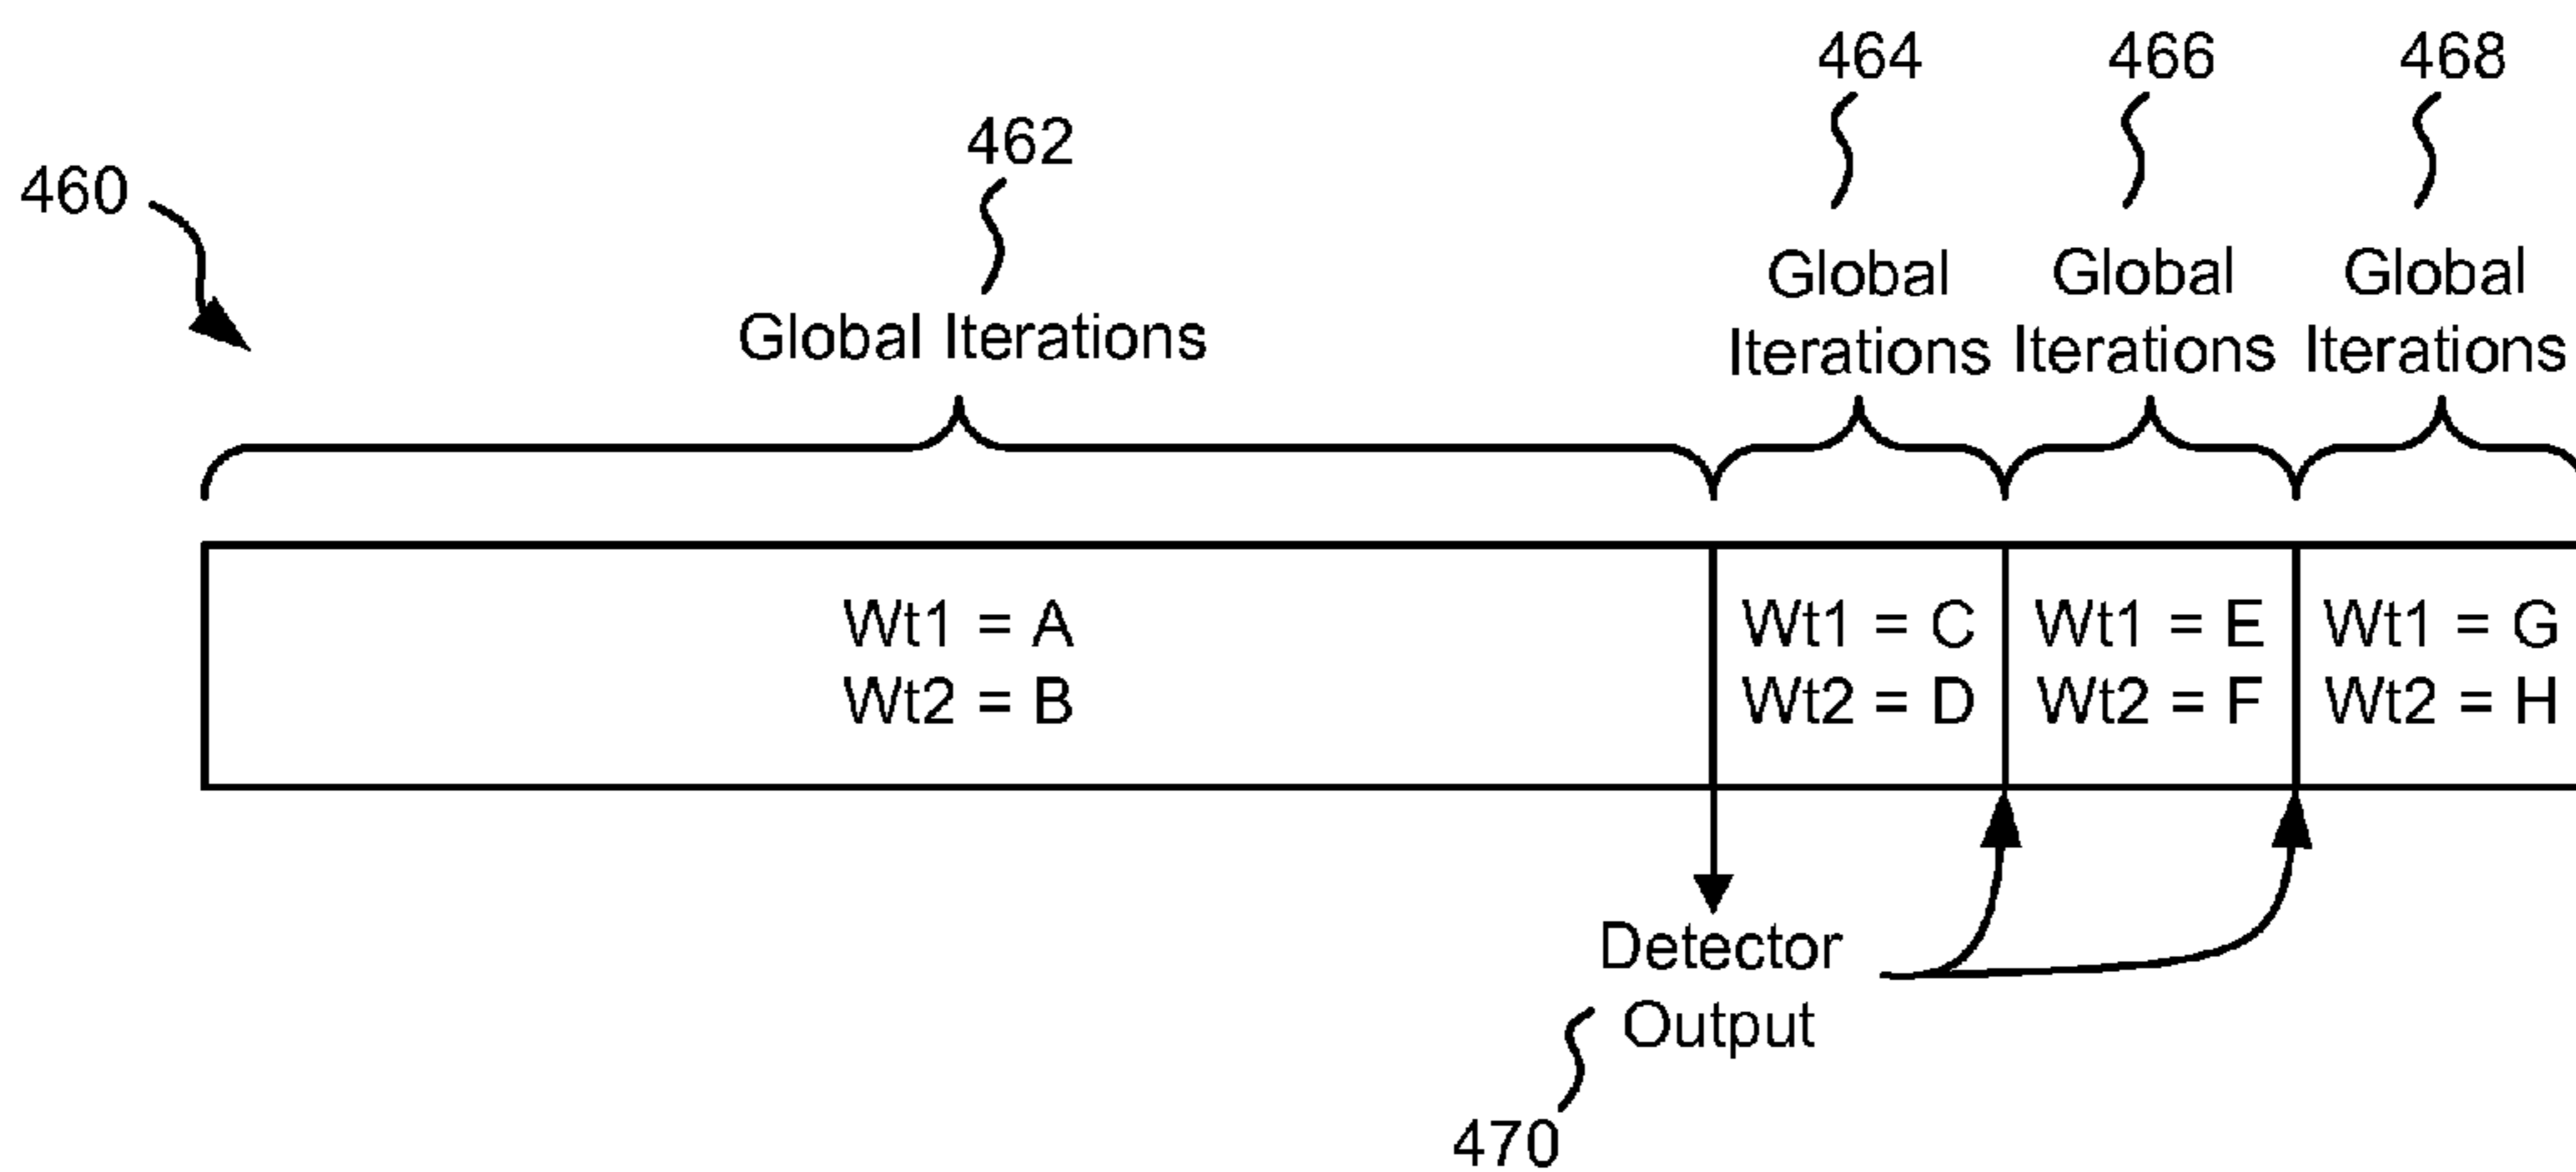 464
466
468
462
460
Global
Iterations
Global
Iterations
Global
Iterations
Global Iterations
Wt1 = A
Wt2 = B
Wt1 = C
Wt2 = D
Wt1 = E
Wt2 = F
Wt1 = G
Wt2 = H
Detector
Output
470